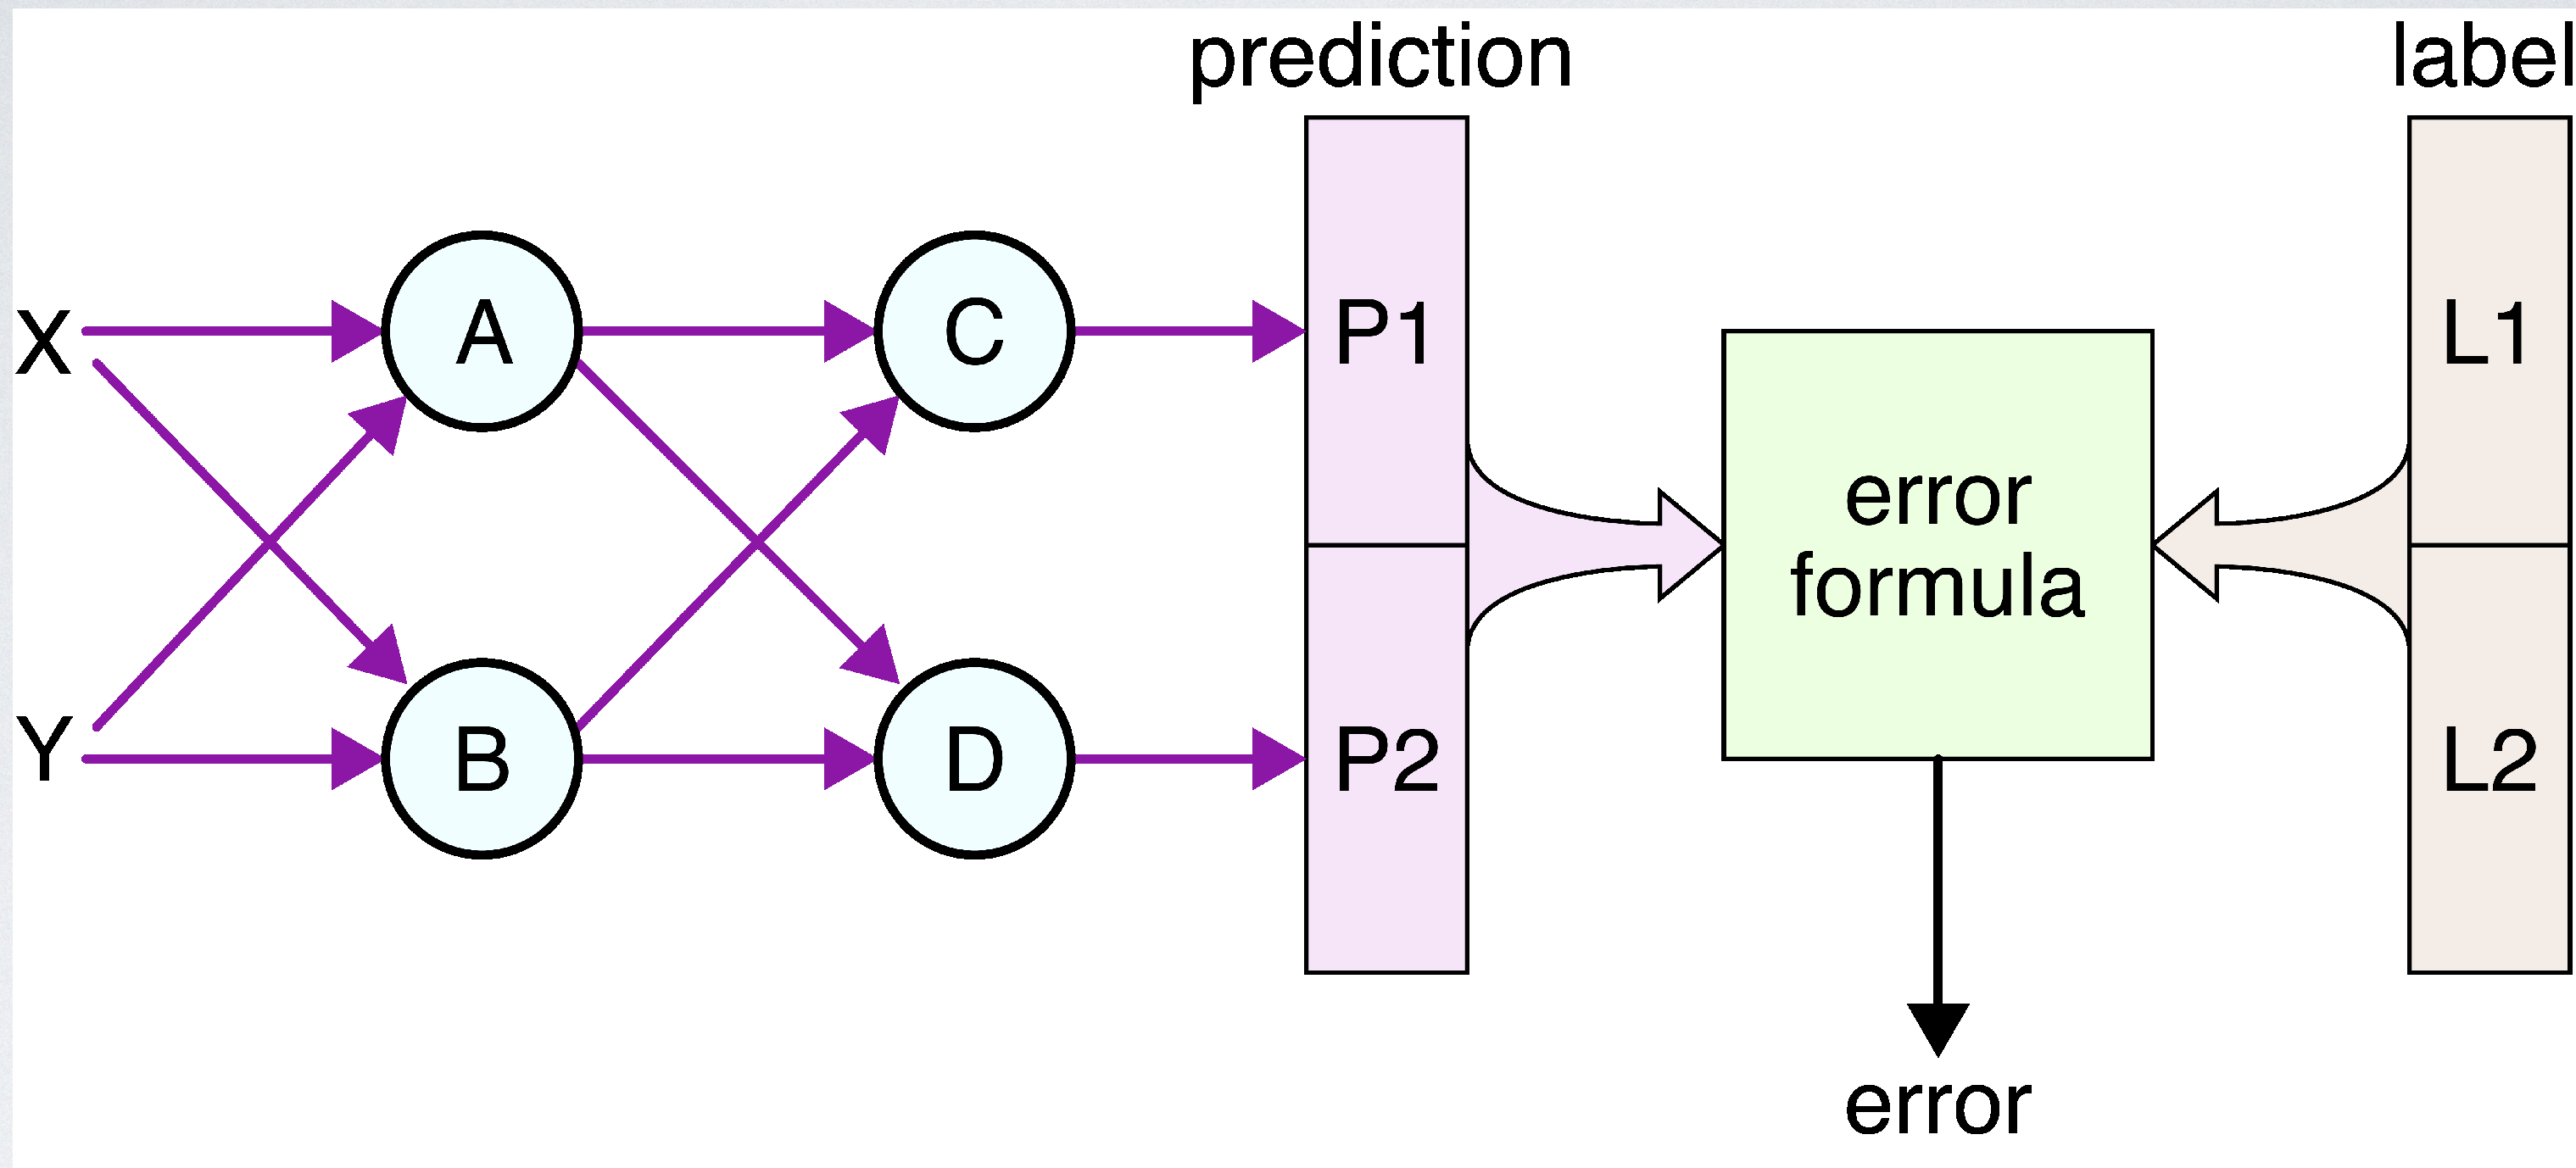 prediction
label
X
A
C
P1
L1
error
formula
Y
B
D
P2
L2
error